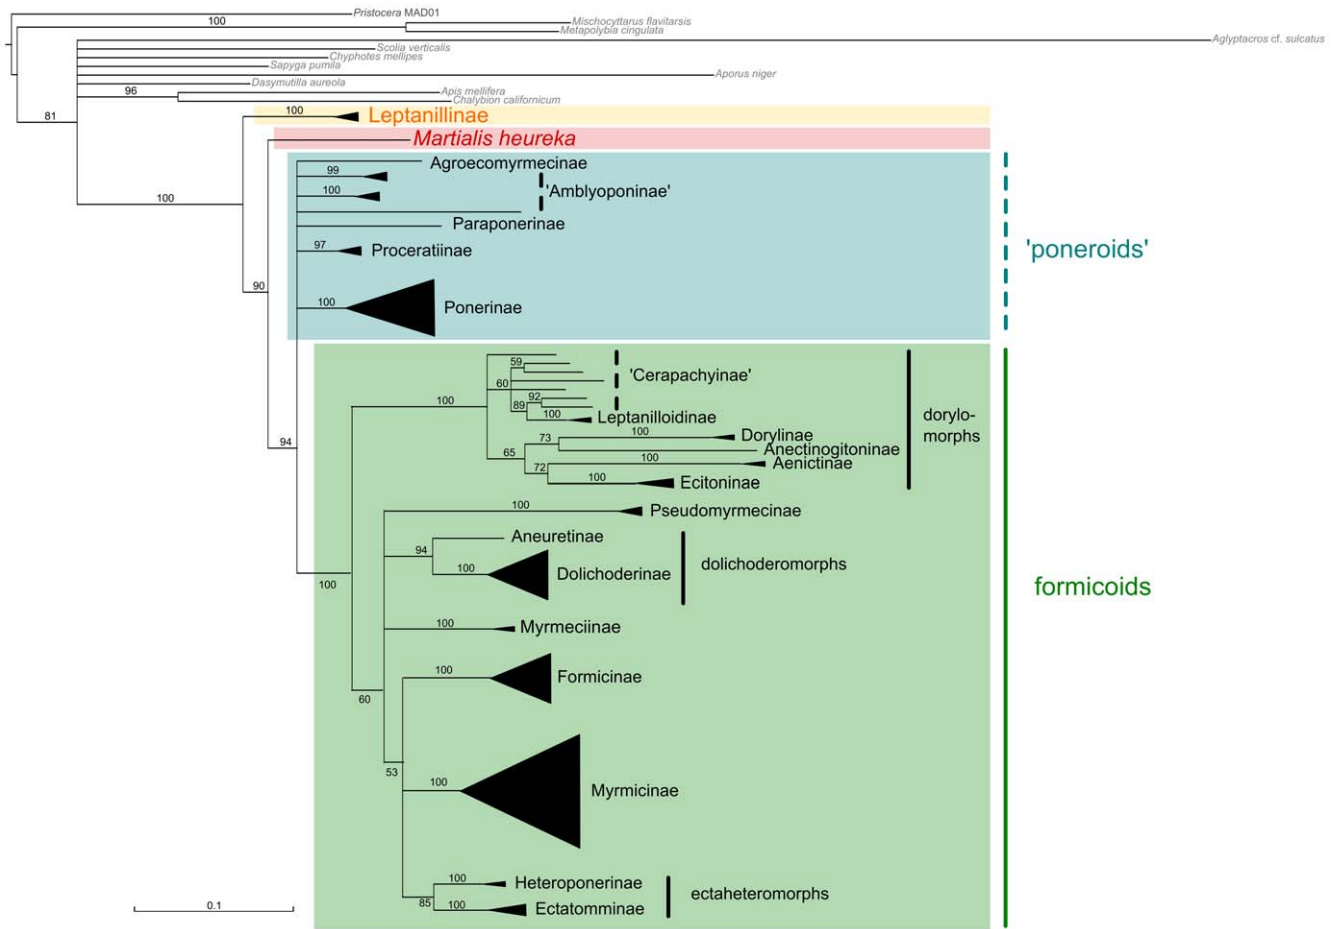 Pristocera MAD01
100
Mischocyttarus flavitarsis
Metapolybia cingulata
Aglyptacros cf. sulcatus
Scolia verticalis
Chyphotes mellipes
Sapyga pumila
Aporus niger
Dasymutilla aureola
96
Apis mellifera
Chalybion californicum
81
100
Leptanillinae
Martialis heureka
Agroecomyrmecinae
99
100
'Amblyoponinae'
100
Paraponerinae
97
Proceratiinae
'poneroids'
90
100
Ponerinae
59
60
'Cerapachyinae'
92
89
100
Leptanilloidinae
100
dorylo-
morphs
100
Dorylinae
73
Anectinogitoninae
94
65
100
Aenictinae
72
100
Ecitoninae
100
Pseudomyrmecinae
Aneuretinae
94
100
Dolichoderinae
dolichoderomorphs
100
formicoids
100
Myrmeciinae
100
Formicinae
60
53
100
Myrmicinae
100
Heteroponerinae
85
100
Ectatomminae
ectaheteromorphs
0.1